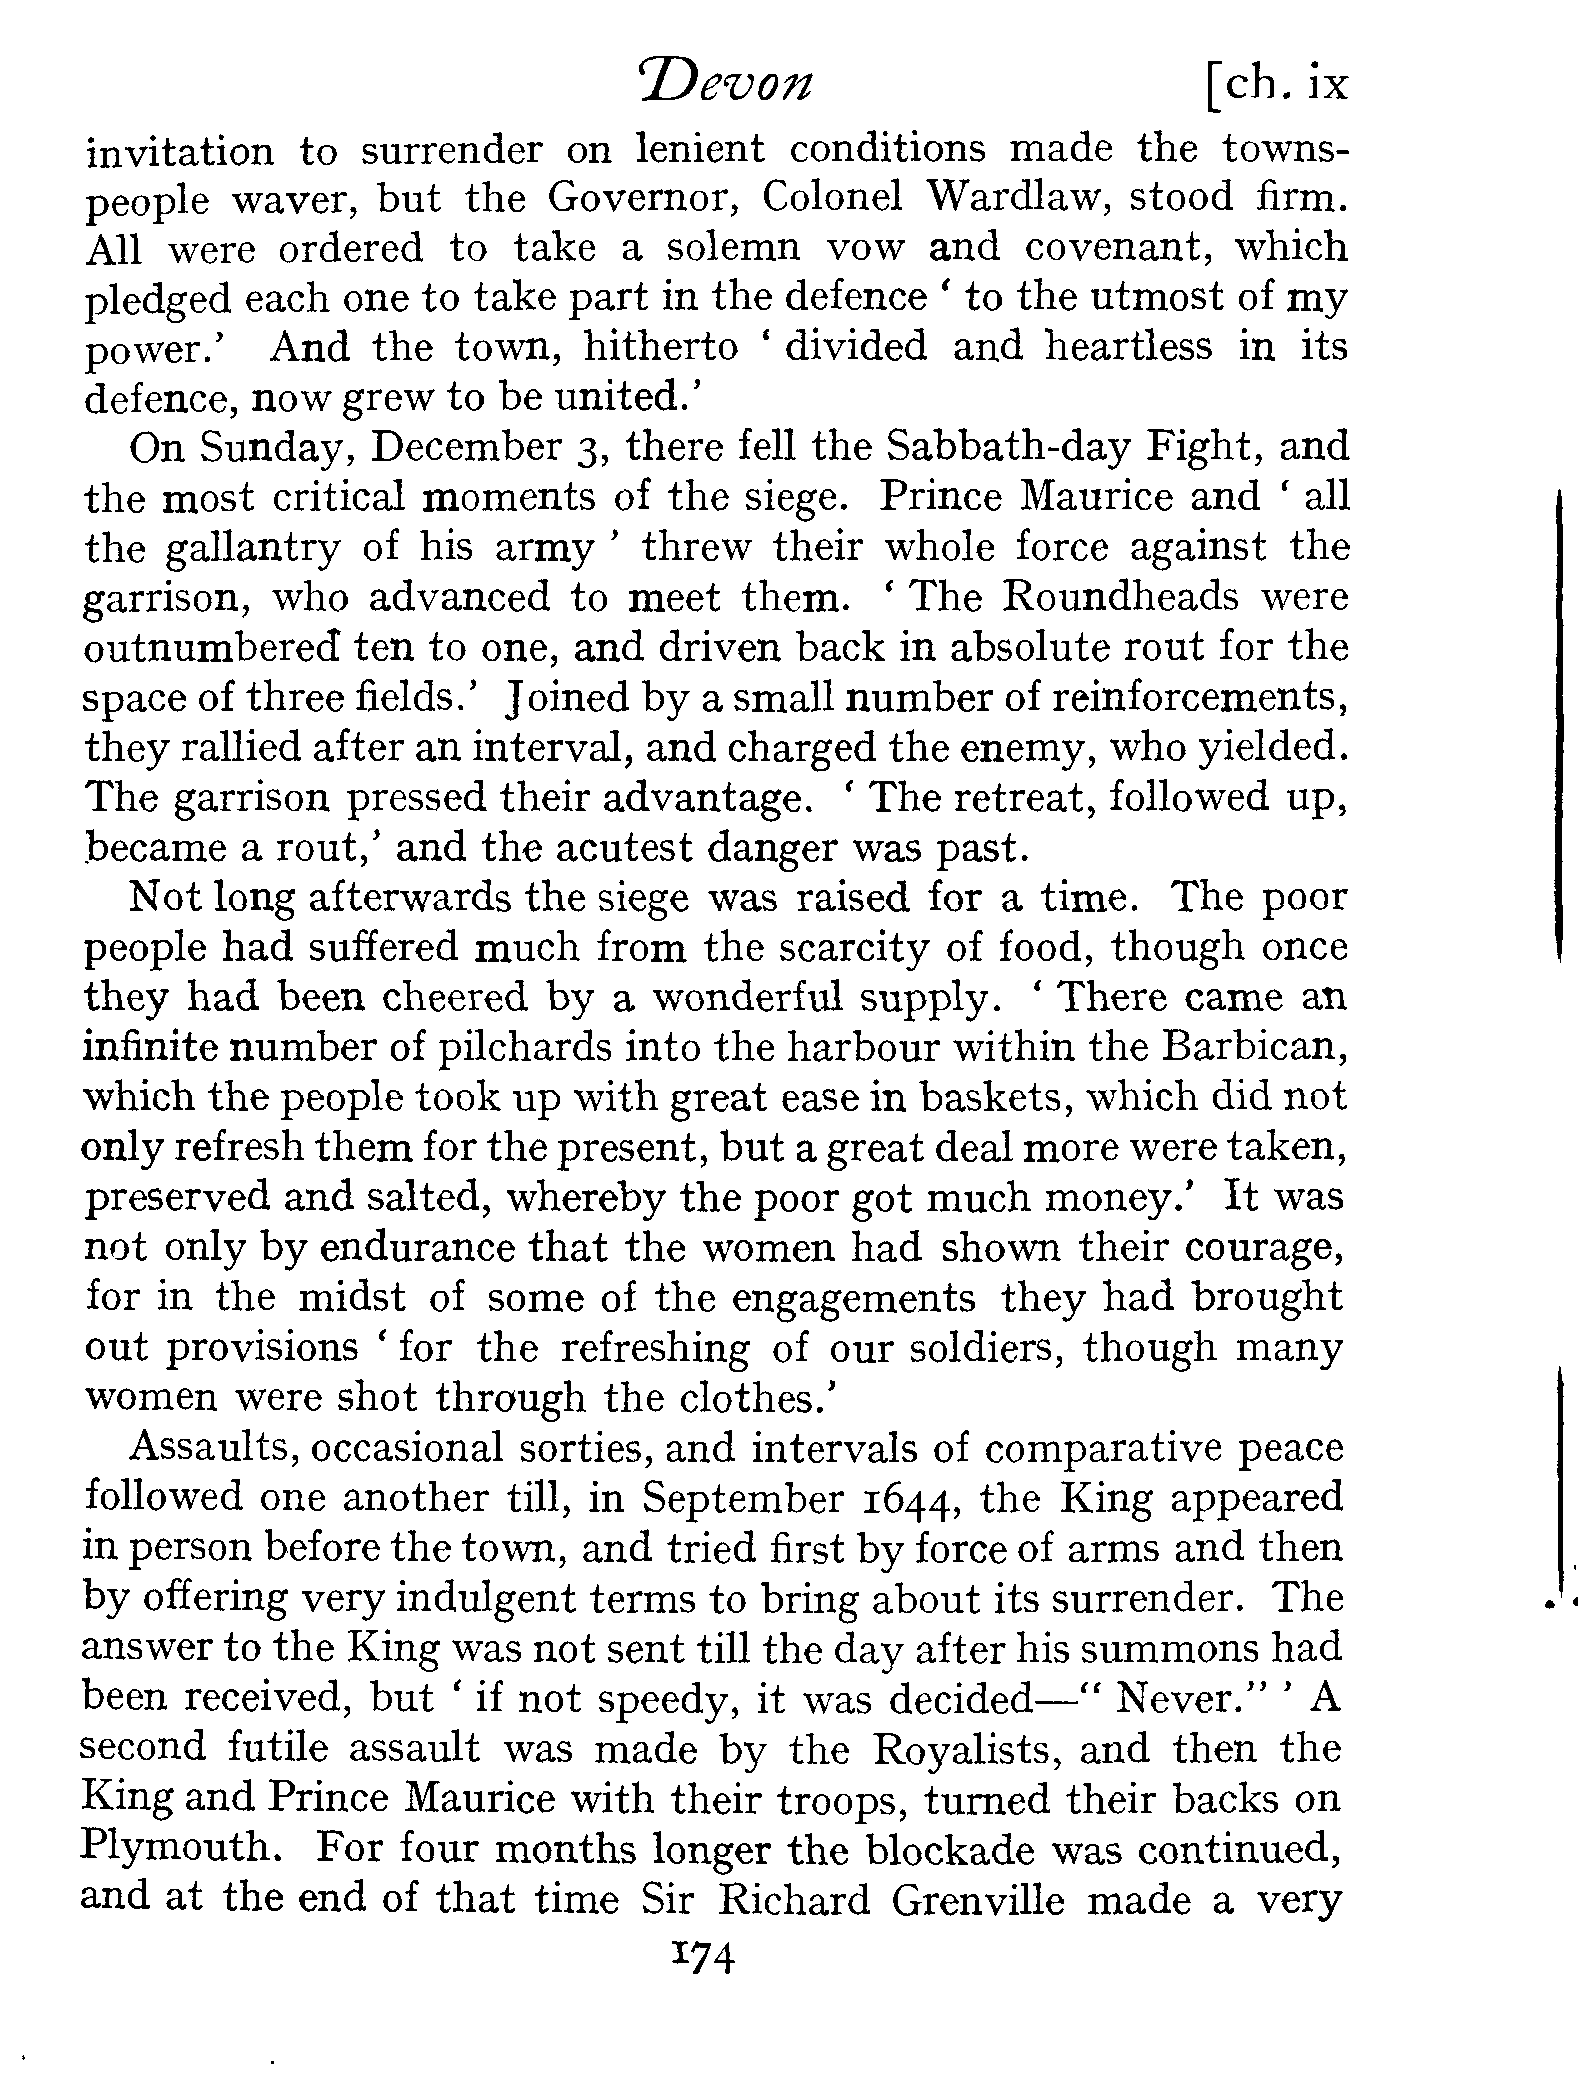 Devon [ch. ix
invitation to surrender on lenient conditions made the towns-
people waver, but the Governor, Colonel Wardlaw, stood firm.
All were ordered to take a solemn vow and covenant, which
pledged each one to take part in the defence ‘ to the utmost of my
power.’ And the town, hitherto ‘ divided and heartless in its
defence, now grew to be united.’
On Sunday, December 3, there fell the Sabbath-day Fight, and
the most critical moments of the siege. Prince Maurice and ‘ all
the gallantry of his army ’ threw their whole force against the
garrison, who advanced to meet them. ‘ The Roundheads were
outnumbered ten to one, and driven back in absolute rout for the
space of three fields.’ Joined by a small number of reinforcements,
they rallied after an interval, and charged the enemy, who yielded.
The garrison pressed their advantage. ‘ The retreat, followed up,
became a rout,’ and the acutest danger was past.
Not long afterwards the siege was raised for a time. The poor
people had suffered much from the scarcity of food, though once
they had been cheered by a wonderful supply. ‘ There came an
infinite number of pilchards into the harbour within the Barbican,
which the people took up with great ease in baskets, which did not
only refresh them for the present, but a great deal more were taken,
preserved and salted, whereby the poor got much money.’ It was
not only by endurance that the women had shown their courage,
for in the midst of some of the engagements they had brought
out provisions ‘ for the refreshing of our soldiers, though many
women were shot through the clothes.’
Assaults, occasional sorties, and intervals of comparative peace
followed one another till, in September 1644, the King appeared
in person before the town, and tried first by force of arms and then
by offering very indulgent terms to bring about its surrender. The
answer to the King was not sent till the day after his summons had
been received, but ‘ if not speedy, it was decided—“ Never.” ’ A
second futile assault was made by the Royalists, and then the
King and Prince Maurice with their troops, turned their backs on
Plymouth. For four months longer the blockade was continued,
and at the end of that time Sir Richard Grenville made a very
174